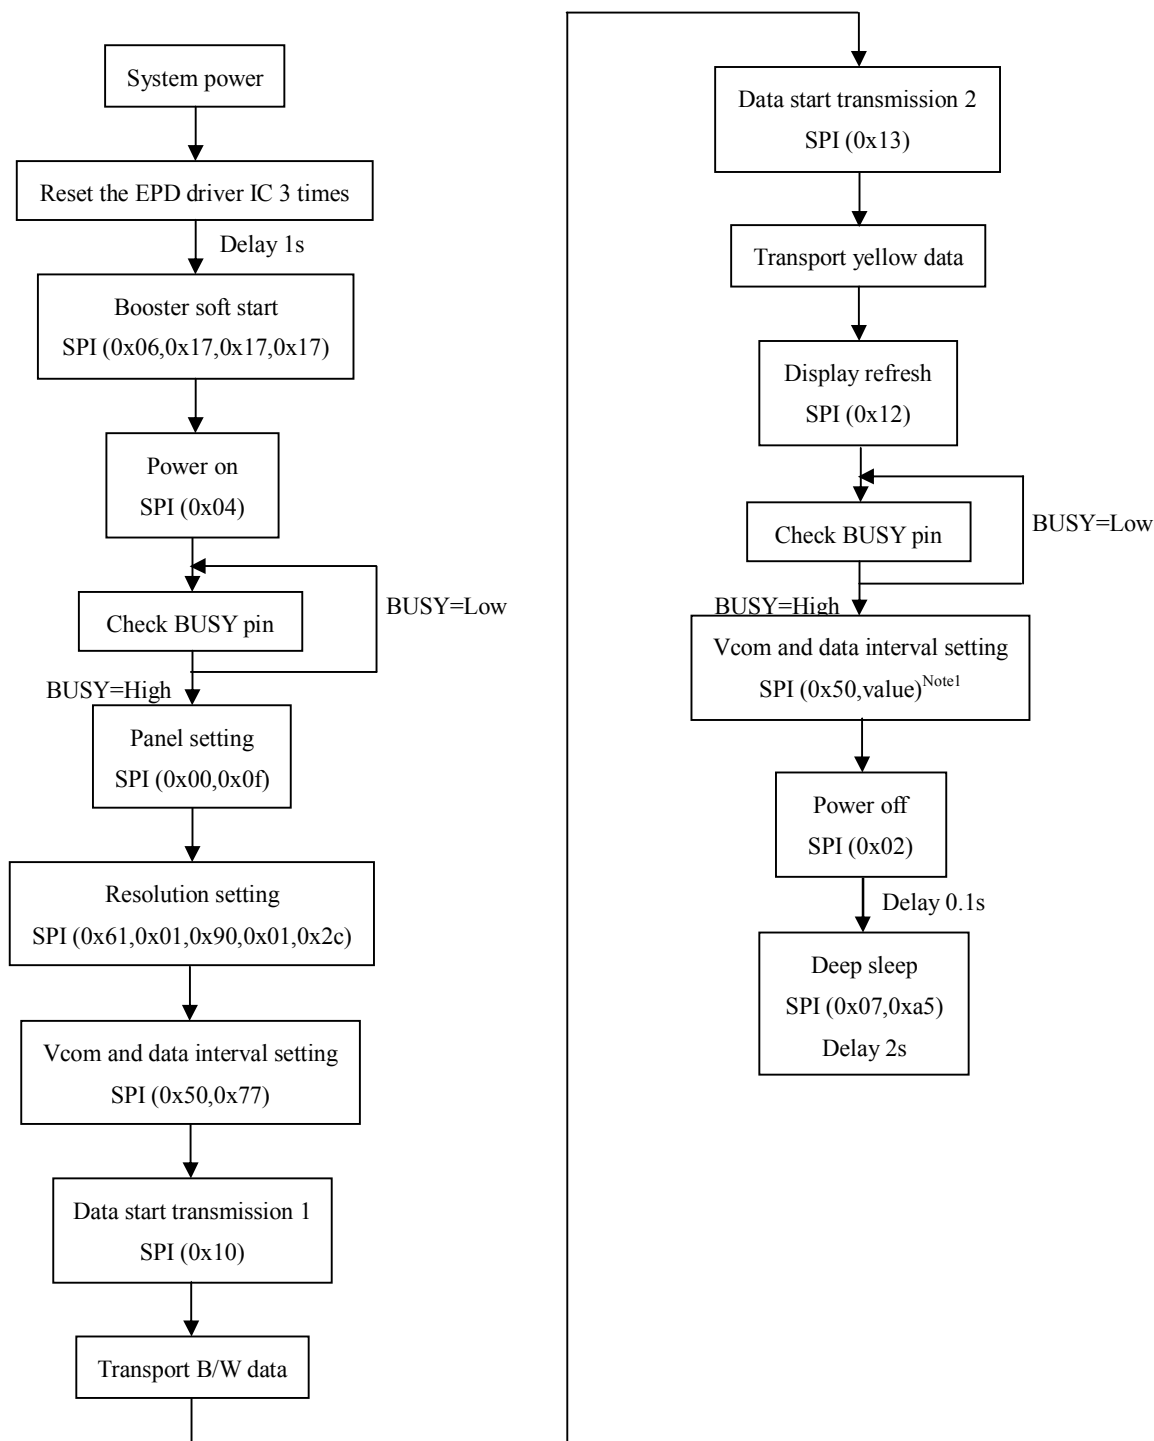 System power
Reset the EPD driver IC 3 times
Delay 1s
Booster soft start
SPI (0x06,0x17,0x17,0x17)
Power on
SPI (0x04)
Check BUSY pin
BUSY=Low
BUSY=High
Panel setting
SPI (0x00,0x0f)
Resolution setting
SPI (0x61,0x01,0x90,0x01,0x2c)
Vcom and data interval setting
SPI (0x50,0x77)
Data start transmission 1
SPI (0x10)
Transport B/W data
Data start transmission 2
SPI (0x13)
Transport yellow data
Display refresh
SPI (0x12)
Check BUSY pin
BUSY=Low
BUSY=High
Vcom and data interval setting
SPI (0x50,value)Note1
Power off
SPI (0x02)
Delay 0.1s
Deep sleep
SPI (0x07,0xa5)
Delay 2s